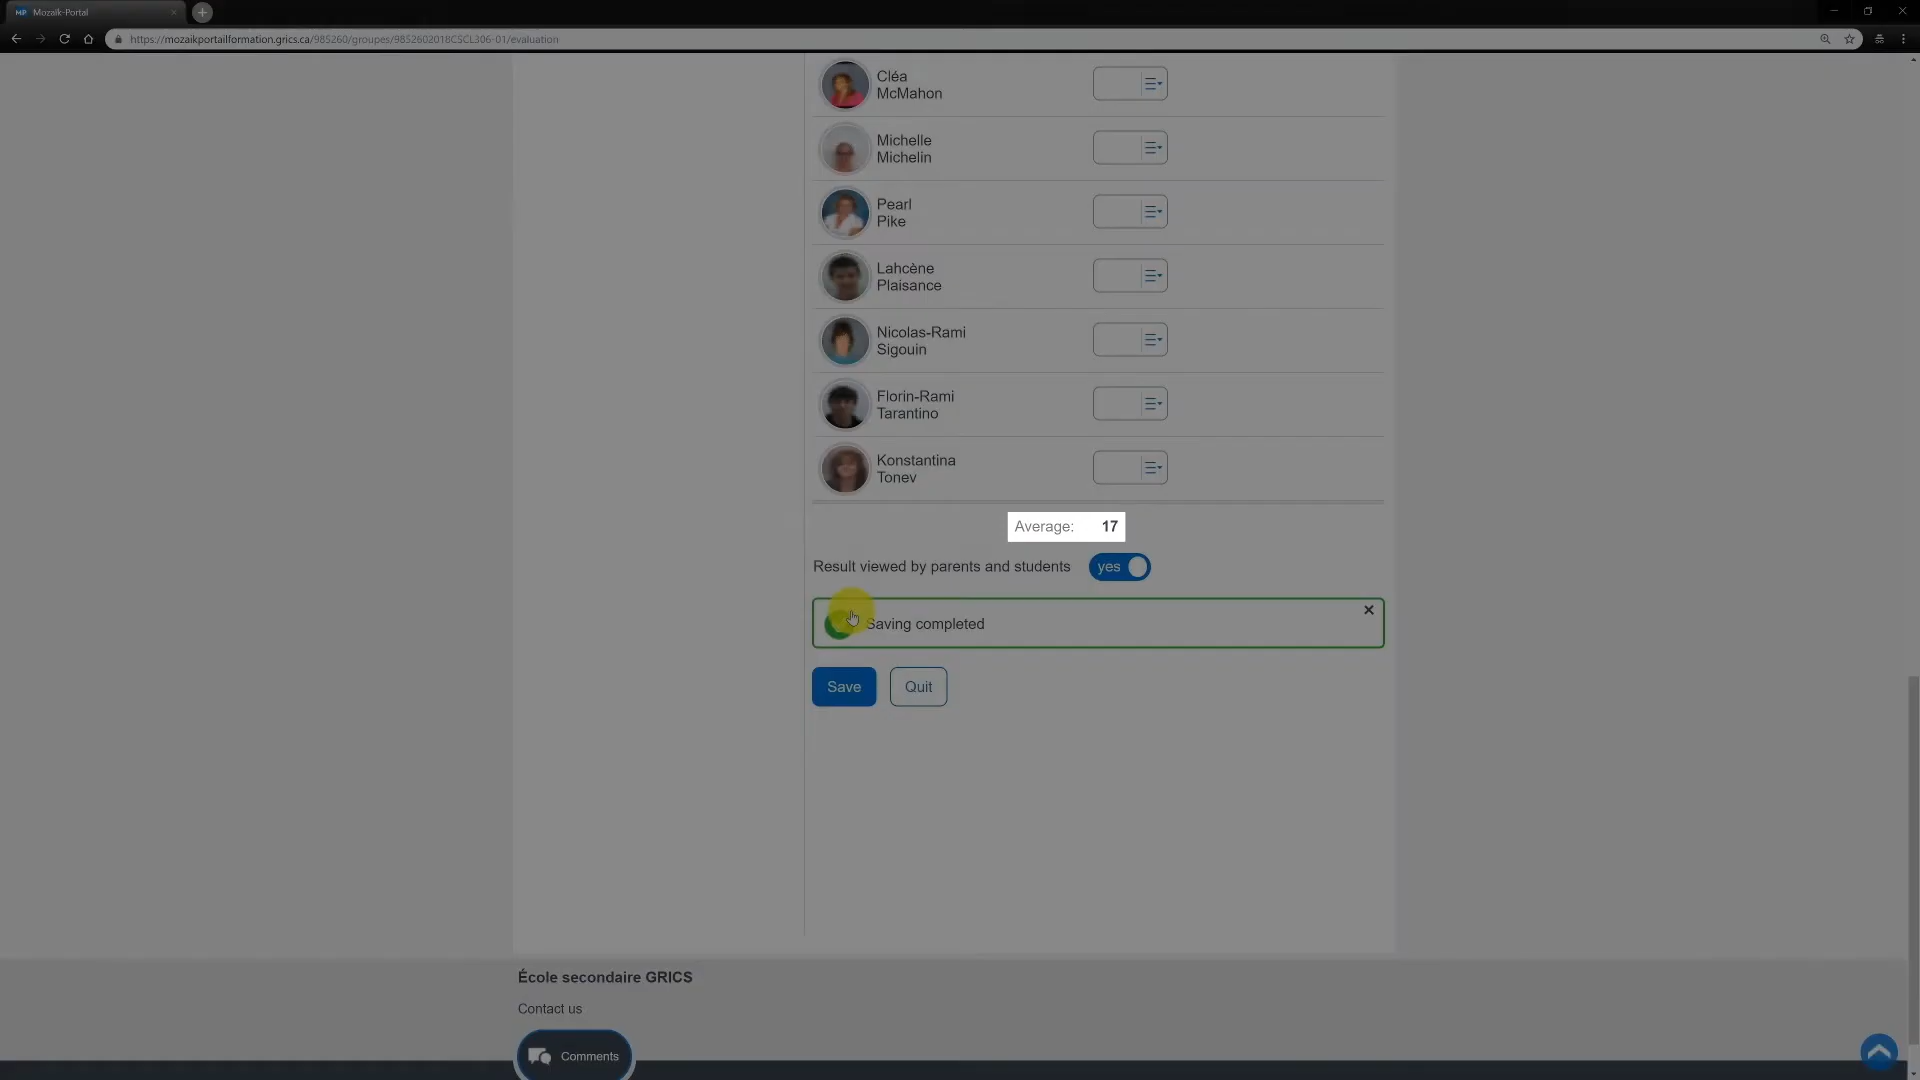 Mozaïk-Portal
https://mozaikportailformation.grics.ca/985260/groupes/9852602018CSCL306-01/evaluation
Cléa
McMahon
Michelle
Michelin
Pearl
Pike
Lahcène
Plaisance
Nicolas-Rami
Sigouin
Florin-Rami
Tarantino
Konstantina
Tonev
Average: 17
Result viewed by parents and students yes
Saving completed
Save Quit
École secondaire GRICS
Contact us
Comments